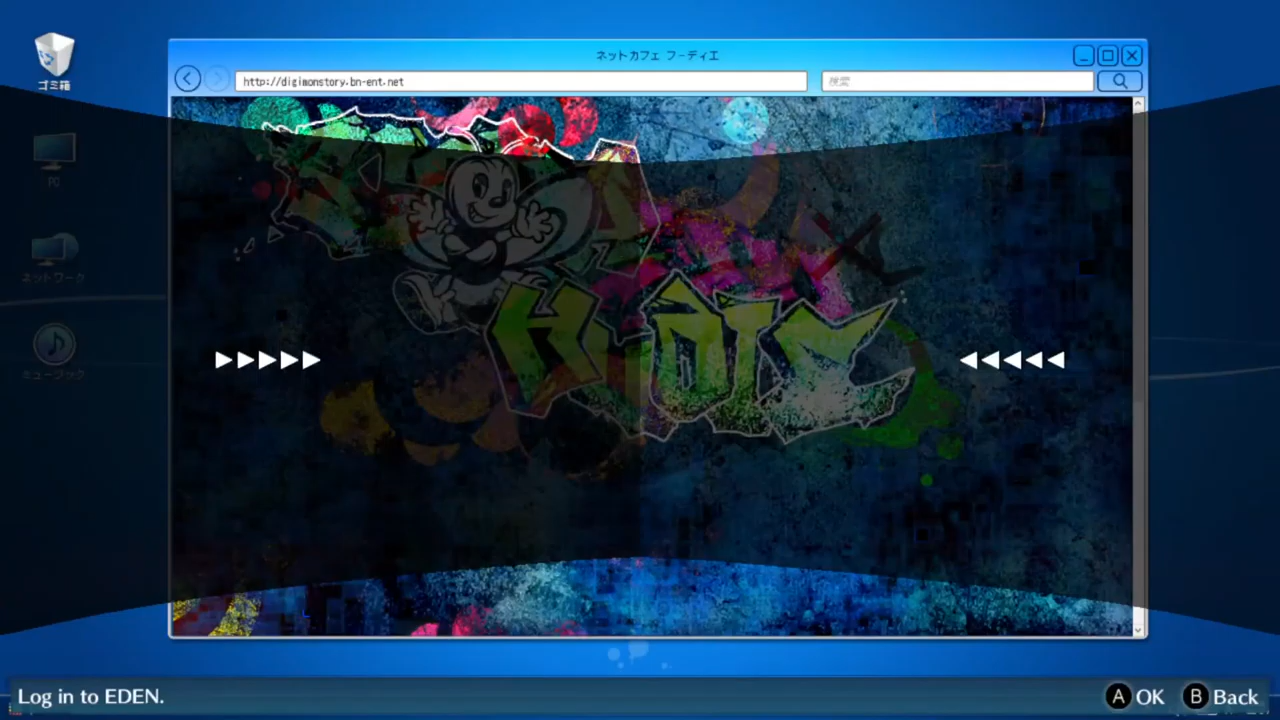 ネットカフェ フーディエ
http://digimonstory.bn-ent.net
検索
ゴミ箱
PC
ネットワーク
ミュージック
Log in to EDEN.
A OK
B Back